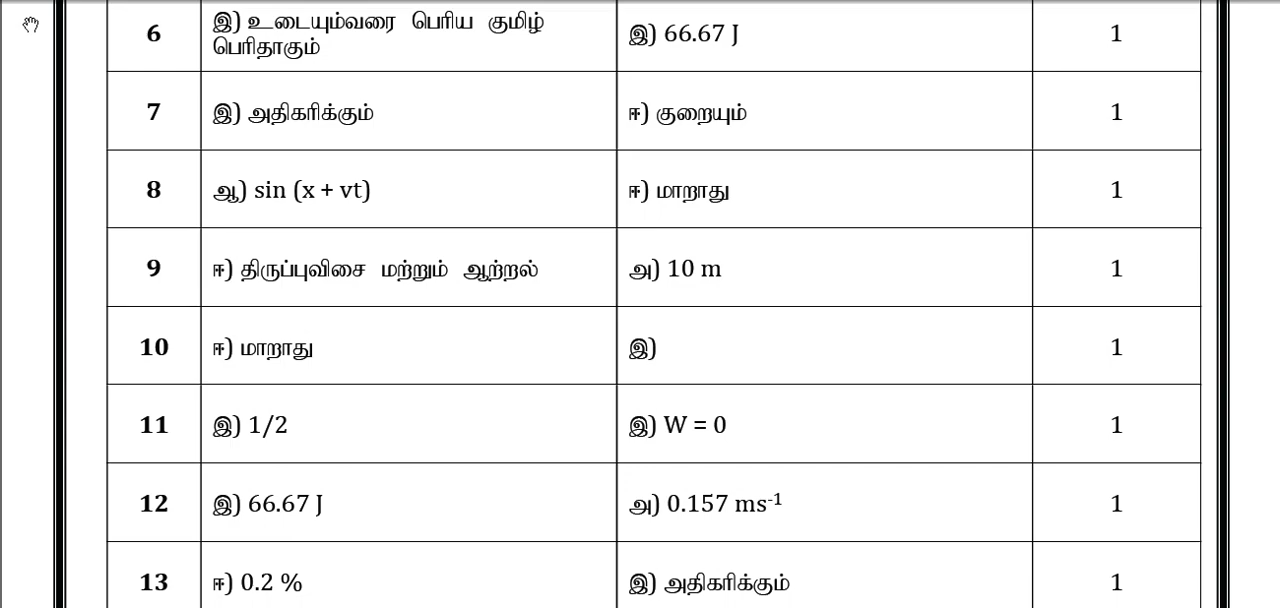 6 இ) உடையும்வரை பெரிய குமிழ் இ) 66.67 J 1
பெரிதாகும்
7 இ) அதிகரிக்கும் ஈ) குறையும் 1
8 ஆ) sin (x + vt) ஈ) மாறாது 1
9 ஈ) திருப்புவிசை மற்றும் ஆற்றல் அ) 10 m 1
10 ஈ) மாறாது இ) 1
11 இ) 1/2 இ) W = 0 1
12 இ) 66.67 J அ) 0.157 ms⁻¹ 1
13 ஈ) 0.2 % இ) அதிகரிக்கும் 1